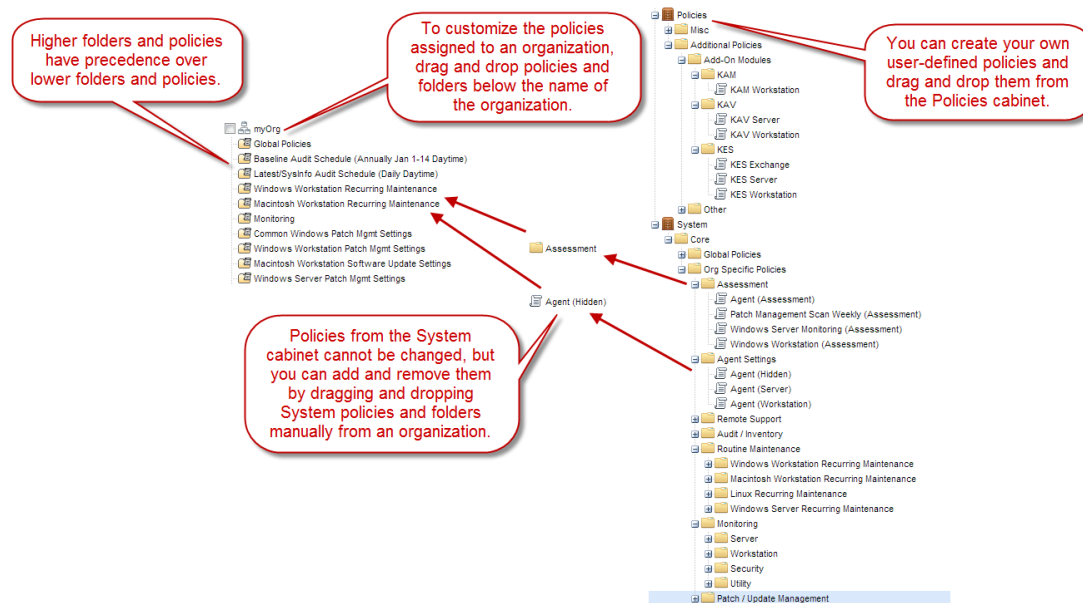 Higher folders and policies
have precedence over
lower folders and policies.
To customize the policies
assigned to an organization,
drag and drop policies and
folders below the name of
the organization.
You can create your own
user-defined policies and
drag and drop them from
the Policies cabinet.
myOrg
Global Policies
Baseline Audit Schedule (Annually Jan 1-14 Daytime)
Latest/SysInfo Audit Schedule (Daily Daytime)
Windows Workstation Recurring Maintenance
Macintosh Workstation Recurring Maintenance
Monitoring
Common Windows Patch Mgmt Settings
Windows Workstation Patch Mgmt Settings
Macintosh Workstation Software Update Settings
Windows Server Patch Mgmt Settings
Assessment
Agent (Hidden)
Policies from the System
cabinet cannot be changed, but
you can add and remove them
by dragging and dropping
System policies and folders
manually from an organization.
Policies
Misc
Additional Policies
Add-On Modules
KAM
KAM Workstation
KAV
KAV Server
KAV Workstation
KES
KES Exchange
KES Server
KES Workstation
Other
System
Core
Global Policies
Org Specific Policies
Assessment
Agent (Assessment)
Patch Management Scan Weekly (Assessment)
Windows Server Monitoring (Assessment)
Windows Workstation (Assessment)
Agent Settings
Agent (Hidden)
Agent (Server)
Agent (Workstation)
Remote Support
Audit / Inventory
Routine Maintenance
Windows Workstation Recurring Maintenance
Macintosh Workstation Recurring Maintenance
Linux Recurring Maintenance
Windows Server Recurring Maintenance
Monitoring
Server
Workstation
Security
Utility
Patch / Update Management